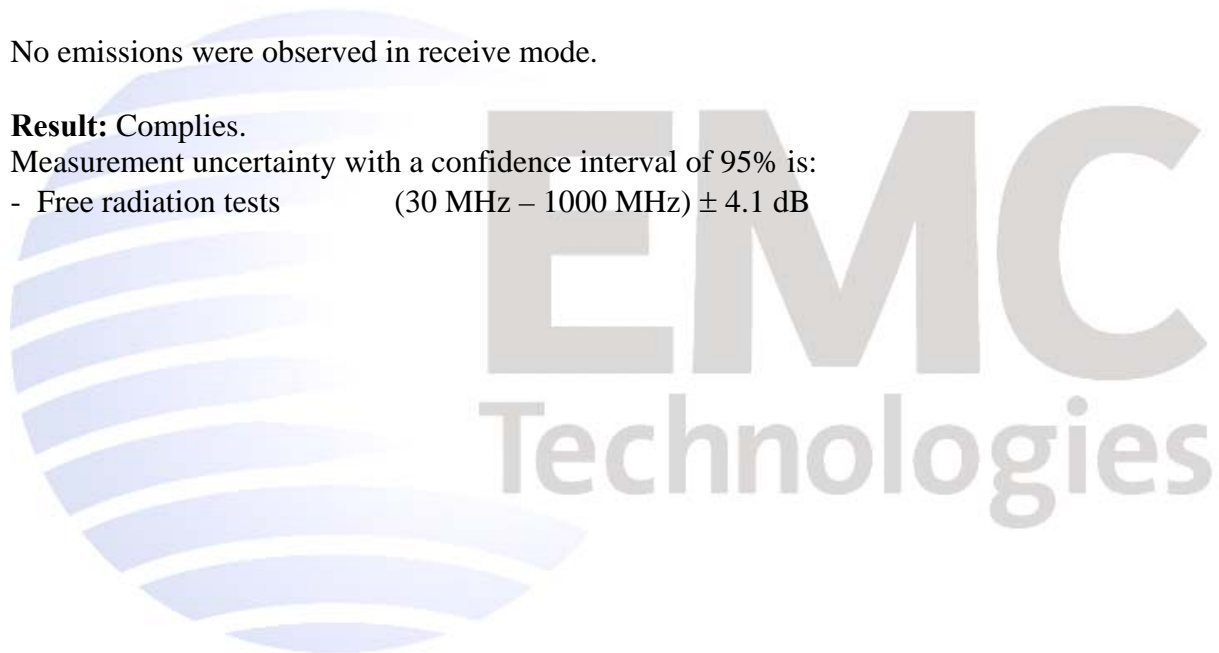 No emissions were observed in receive mode.
Result: Complies.
Measurement uncertainty with a confidence interval of 95% is:
- Free radiation tests (30 MHz – 1000 MHz) ± 4.1 dB
EMC
Technologies